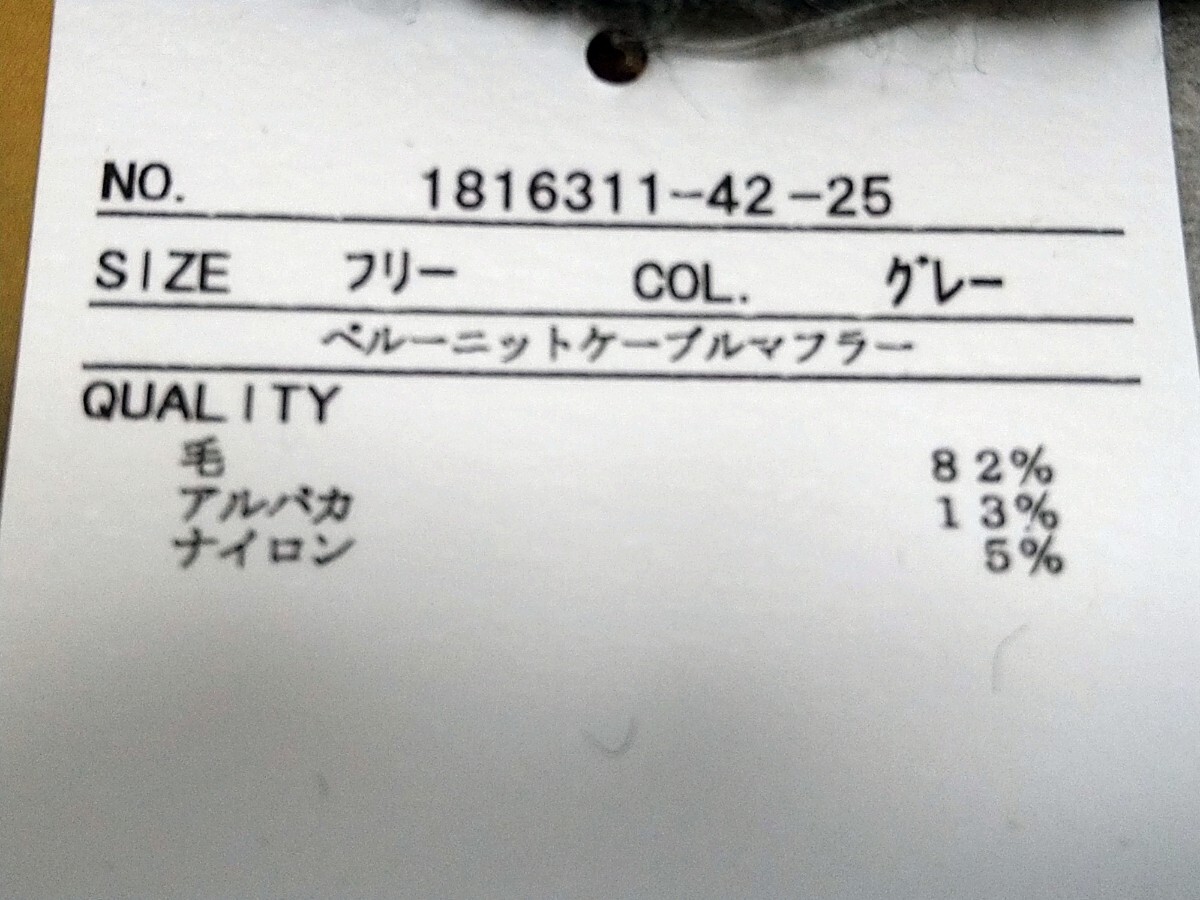 NO. 1816311-42-25
SIZE フリー COL. グレー
ペルーニットケーブルマフラー
QUALITY
毛 82%
アルパカ 13%
ナイロン 5%